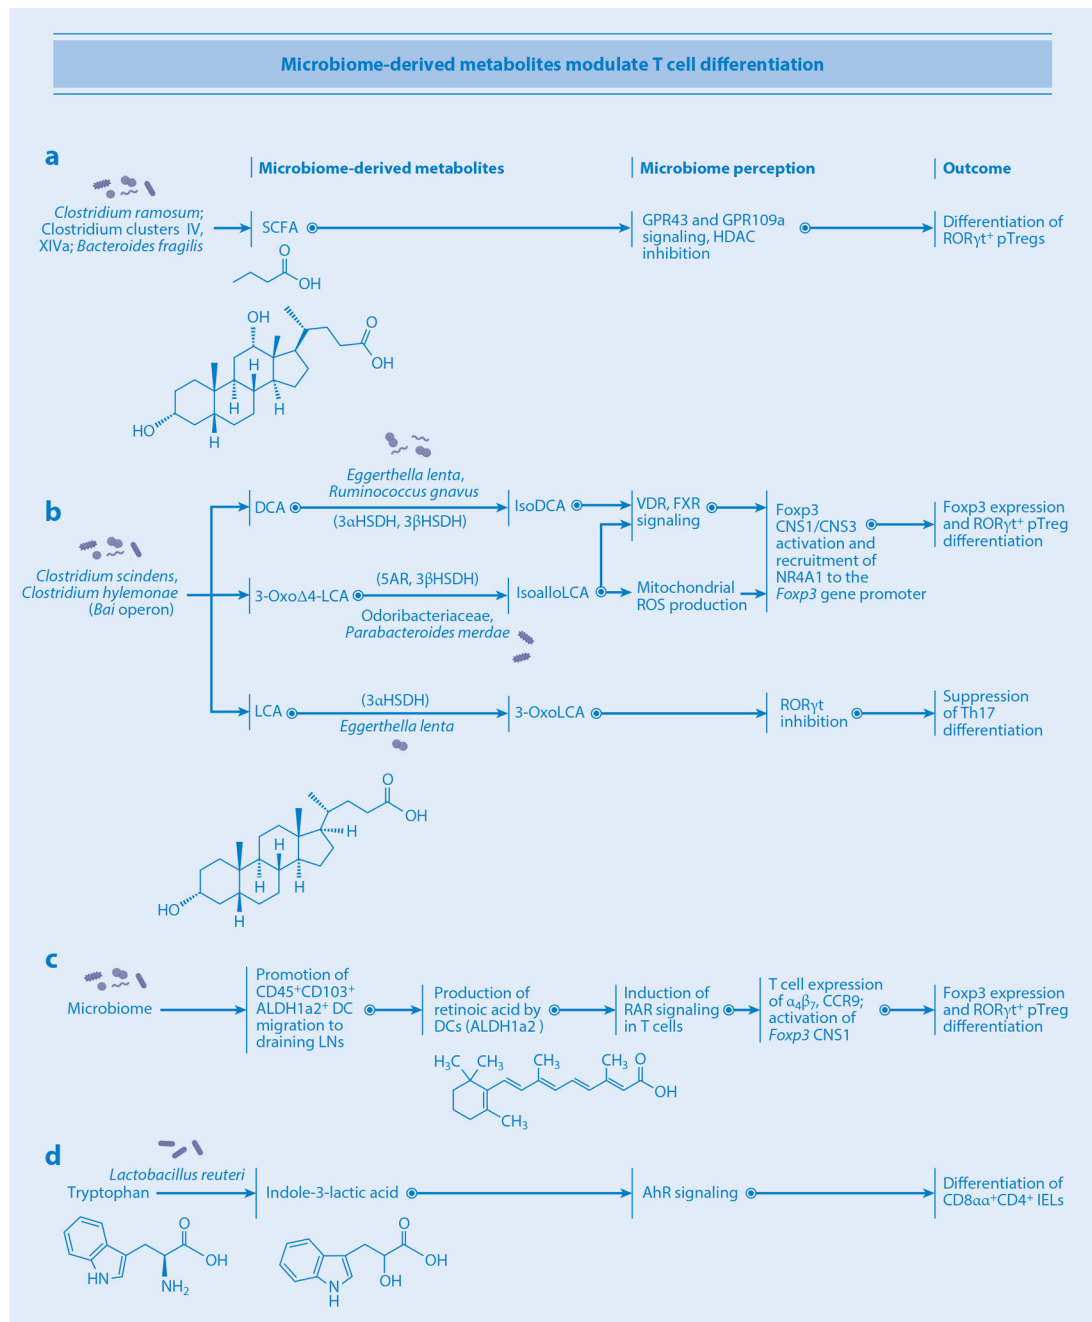 Microbiome-derived metabolites modulate T cell differentiation
a
Microbiome-derived metabolites
Microbiome perception
Outcome
Clostridium ramosum;
Clostridium clusters IV,
XIVa; Bacteroides fragilis
SCFA
GPR43 and GPR109a
signaling, HDAC
inhibition
Differentiation of
RORγt⁺ pTregs
O
OH
OH
O
OH
H
H
H
HO
H
b
Clostridium scindens,
Clostridium hylemonae
(Bai operon)
DCA
Eggerthella lenta,
Ruminococcus gnavus
(3αHSDH, 3βHSDH)
IsoDCA
VDR, FXR
signaling
Foxp3
CNS1/CNS3
activation and
recruitment of
NR4A1 to the
Foxp3 gene promoter
Foxp3 expression
and RORγt⁺ pTreg
differentiation
3-OxoΔ4-LCA
(5AR, 3βHSDH)
Odoribacteriaceae,
Parabacteroides merdae
IsoalloLCA
Mitochondrial
ROS production
LCA
(3αHSDH)
Eggerthella lenta
3-OxoLCA
RORγt
inhibition
Suppression
of Th17
differentiation
O
OH
H
H
H
H
HO
H
c
Microbiome
Promotion of
CD45⁺CD103⁺
ALDH1a2⁺ DC
migration to
draining LNs
Production of
retinoic acid by
DCs (ALDH1a2 )
Induction of
RAR signaling
in T cells
T cell expression
of α₄β₇, CCR9;
activation of
Foxp3 CNS1
Foxp3 expression
and RORγt⁺ pTreg
differentiation
H₃C
CH₃
CH₃
CH₃
O
OH
CH₃
d
Lactobacillus reuteri
Tryptophan
Indole-3-lactic acid
AhR signaling
Differentiation of
CD8αα⁺CD4⁺ IELs
O
OH
HN
NH₂
O
OH
OH
N
H